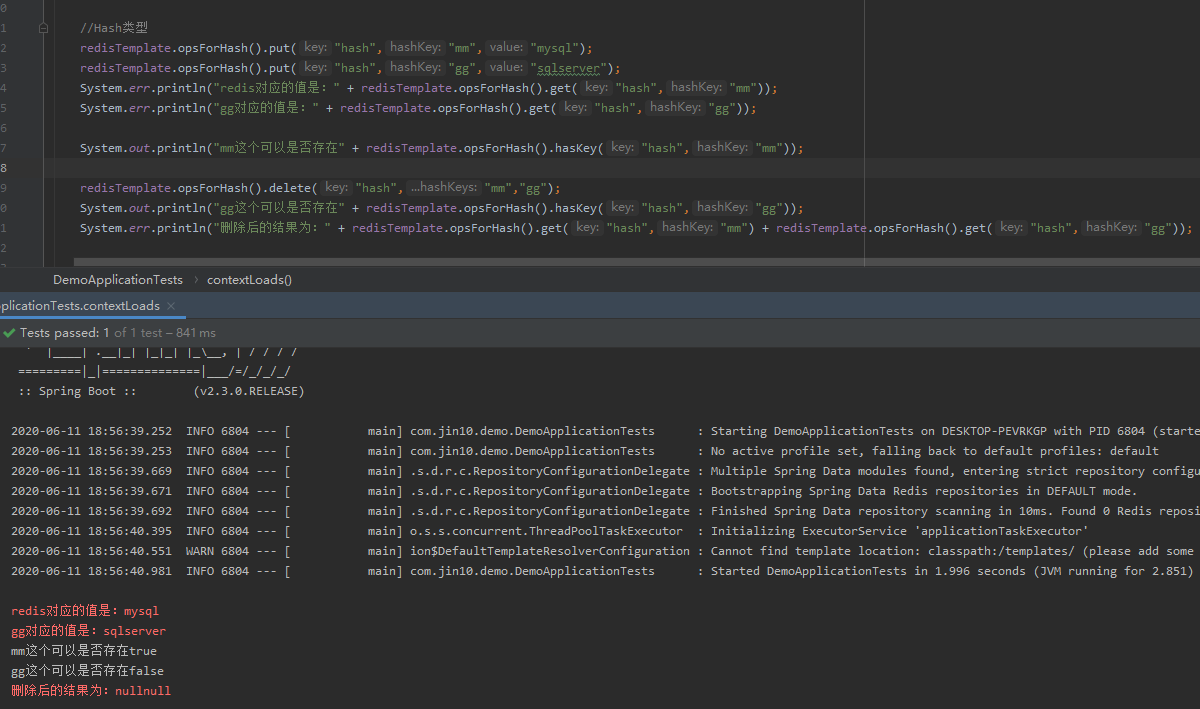 0
1 //Hash类型
2 redisTemplate.opsForHash().put( key: "hash", hashKey: "mm", value: "mysql");
3 redisTemplate.opsForHash().put( key: "hash", hashKey: "gg", value: "sqlserver");
4 System.err.println("redis对应的值是：" + redisTemplate.opsForHash().get( key: "hash", hashKey: "mm"));
5 System.err.println("gg对应的值是：" + redisTemplate.opsForHash().get( key: "hash", hashKey: "gg"));
6
7 System.out.println("mm这个可以是否存在" + redisTemplate.opsForHash().hasKey( key: "hash", hashKey: "mm"));
8
9 redisTemplate.opsForHash().delete( key: "hash", ...hashKeys: "mm","gg");
0 System.out.println("gg这个可以是否存在" + redisTemplate.opsForHash().hasKey( key: "hash", hashKey: "gg"));
1 System.err.println("删除后的结果为：" + redisTemplate.opsForHash().get( key: "hash", hashKey: "mm") + redisTemplate.opsForHash().get( key: "hash", hashKey: "gg"));
2
DemoApplicationTests › contextLoads()
plicationTests.contextLoads ×
Tests passed: 1 of 1 test – 841 ms
'  |____| .__|_| |_|_| |_\__, | / / / /
=========|_|==============|___/=/_/_/_/
:: Spring Boot ::        (v2.3.0.RELEASE)
2020-06-11 18:56:39.252  INFO 6804 --- [           main] com.jin10.demo.DemoApplicationTests      : Starting DemoApplicationTests on DESKTOP-PEVRKGP with PID 6804 (starte
2020-06-11 18:56:39.253  INFO 6804 --- [           main] com.jin10.demo.DemoApplicationTests      : No active profile set, falling back to default profiles: default
2020-06-11 18:56:39.669  INFO 6804 --- [           main] .s.d.r.c.RepositoryConfigurationDelegate : Multiple Spring Data modules found, entering strict repository configu
2020-06-11 18:56:39.671  INFO 6804 --- [           main] .s.d.r.c.RepositoryConfigurationDelegate : Bootstrapping Spring Data Redis repositories in DEFAULT mode.
2020-06-11 18:56:39.692  INFO 6804 --- [           main] .s.d.r.c.RepositoryConfigurationDelegate : Finished Spring Data repository scanning in 10ms. Found 0 Redis reposi
2020-06-11 18:56:40.395  INFO 6804 --- [           main] o.s.s.concurrent.ThreadPoolTaskExecutor  : Initializing ExecutorService 'applicationTaskExecutor'
2020-06-11 18:56:40.551  WARN 6804 --- [           main] ion$DefaultTemplateResolverConfiguration : Cannot find template location: classpath:/templates/ (please add some
2020-06-11 18:56:40.981  INFO 6804 --- [           main] com.jin10.demo.DemoApplicationTests      : Started DemoApplicationTests in 1.996 seconds (JVM running for 2.851)
redis对应的值是：mysql
gg对应的值是：sqlserver
mm这个可以是否存在true
gg这个可以是否存在false
删除后的结果为：nullnull